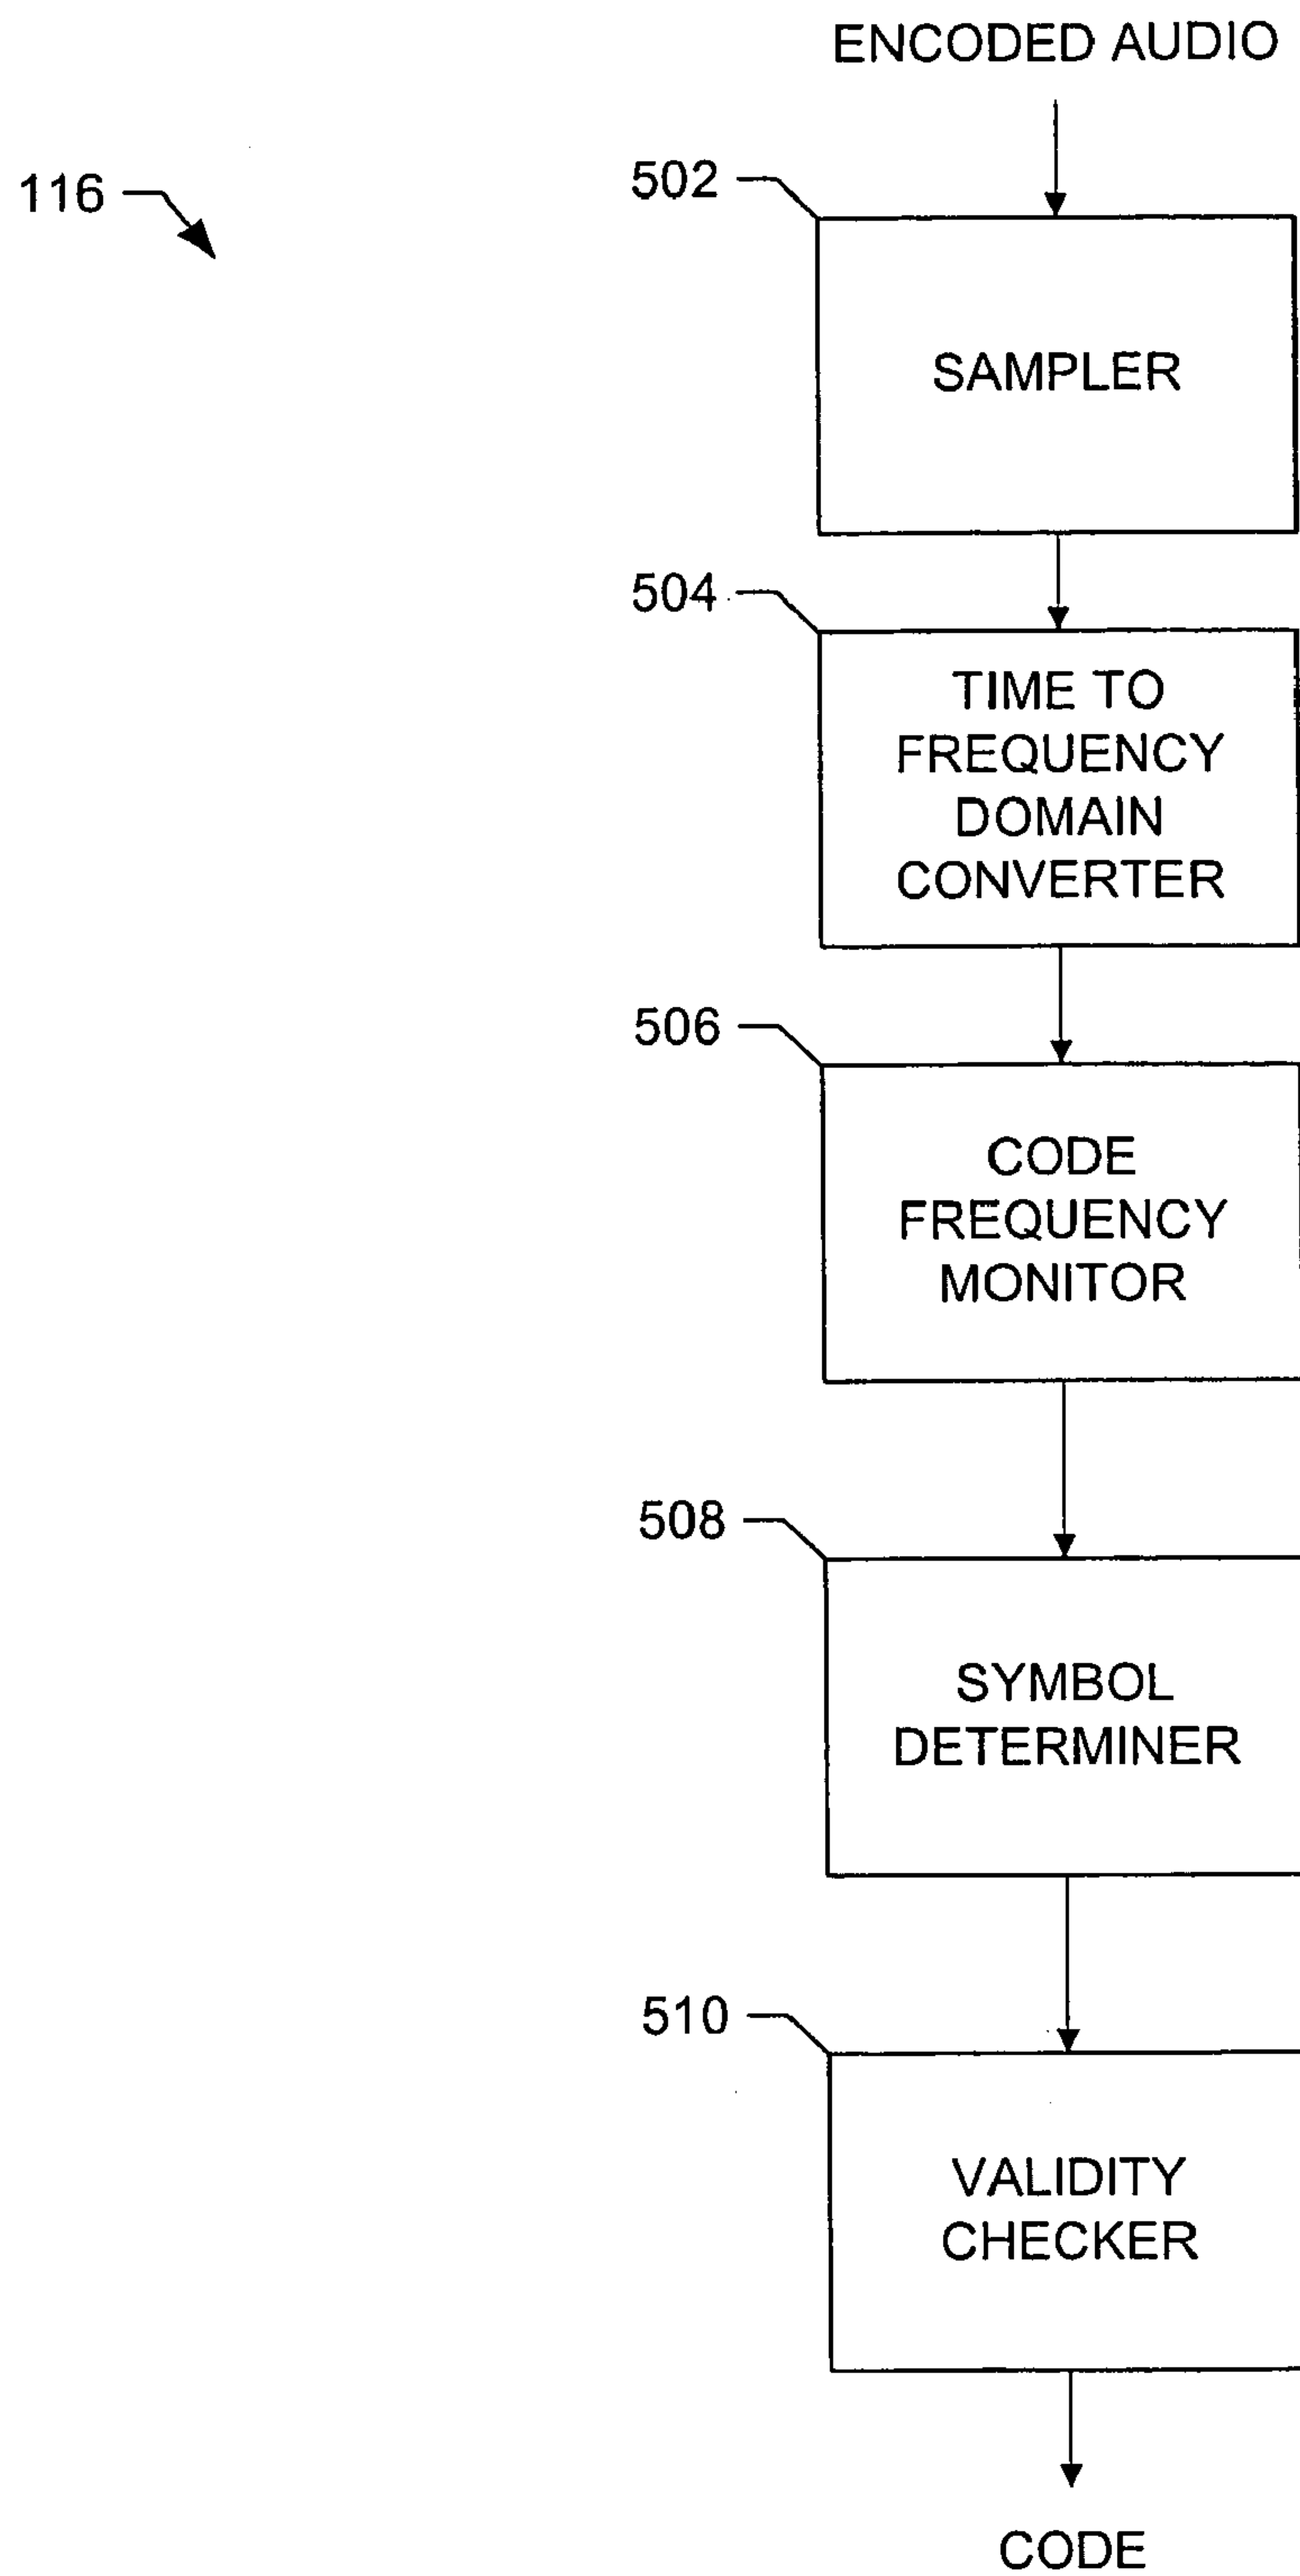 ENCODED AUDIO
116
502
SAMPLER
504
TIME TO
FREQUENCY
DOMAIN
CONVERTER
506
CODE
FREQUENCY
MONITOR
508
SYMBOL
DETERMINER
510
VALIDITY
CHECKER
CODE